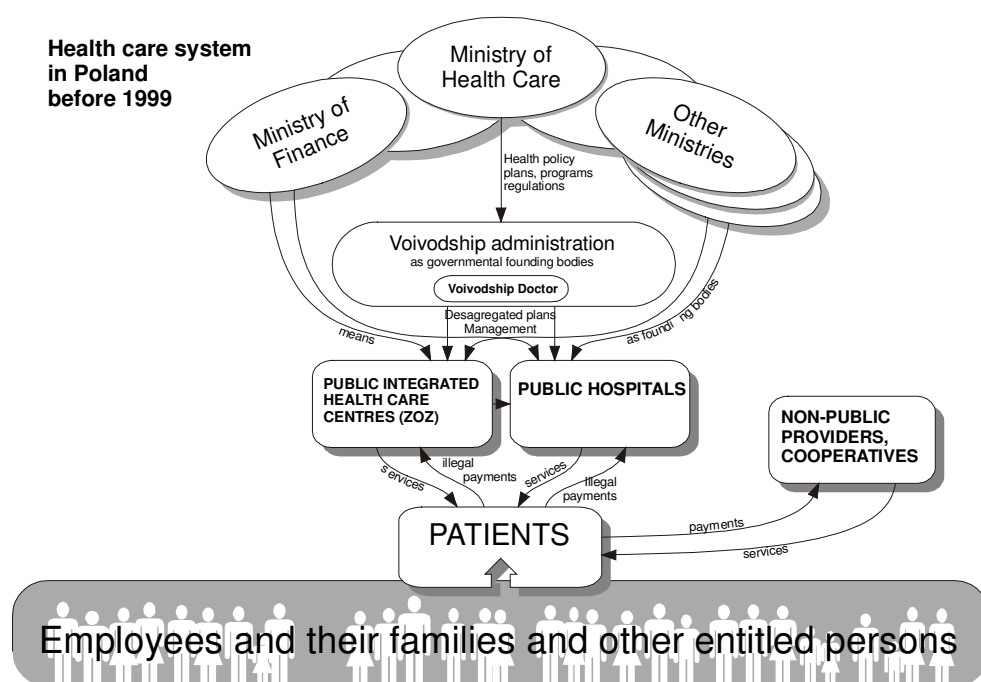 Health care system
in Poland
before 1999
Ministry of
Health Care
Ministry of
Finance
Other
Ministries
Health policy
plans, programs
regulations
Voivodship administration
as governmental founding bodies
Voivodship Doctor
Desagregated plans
Management
means
as foundi ng bodies
PUBLIC INTEGRATED
HEALTH CARE
CENTRES (ZOZ)
PUBLIC HOSPITALS
NON-PUBLIC
PROVIDERS,
COOPERATIVES
services
illegal
payments
services
illegal
payments
PATIENTS
payments
services
Employees and their families and other entitled persons